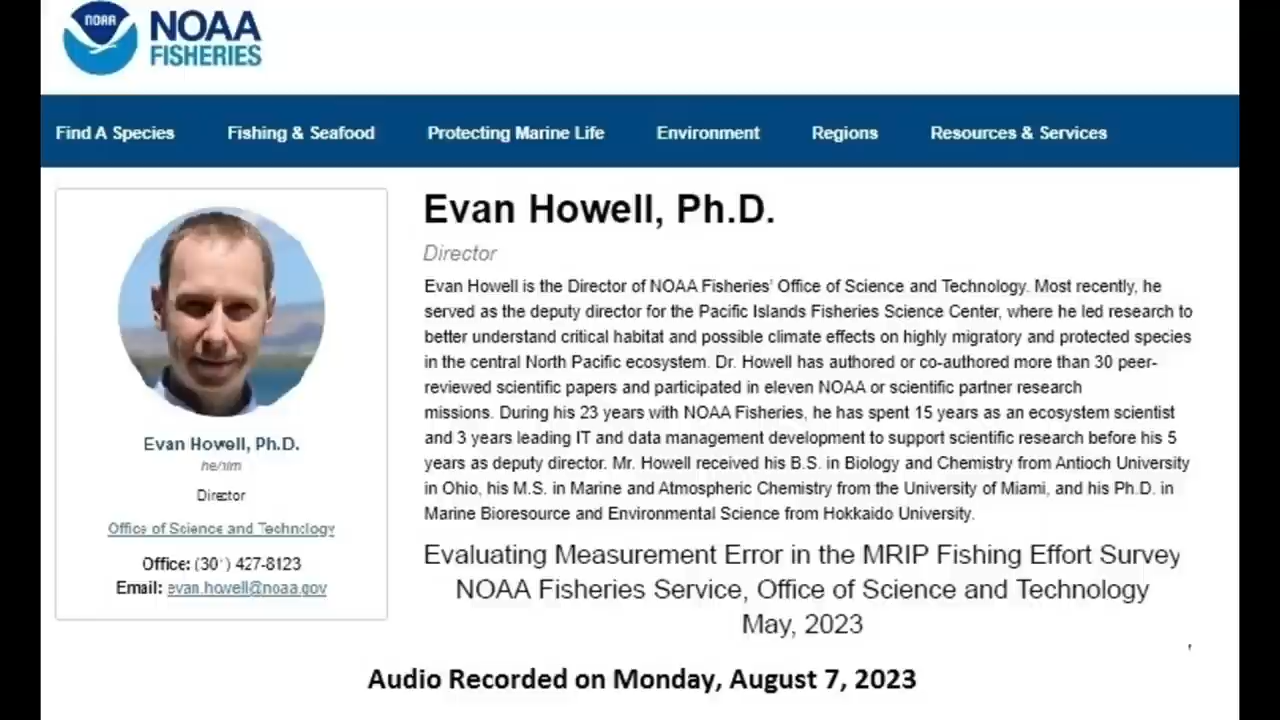 NOAA
NOAA
FISHERIES
Find A Species Fishing & Seafood Protecting Marine Life Environment Regions Resources & Services
Evan Howell, Ph.D.
Director
Evan Howell is the Director of NOAA Fisheries' Office of Science and Technology. Most recently, he
served as the deputy director for the Pacific Islands Fisheries Science Center, where he led research to
better understand critical habitat and possible climate effects on highly migratory and protected species
in the central North Pacific ecosystem. Dr. Howell has authored or co-authored more than 30 peer-
reviewed scientific papers and participated in eleven NOAA or scientific partner research
missions. During his 23 years with NOAA Fisheries, he has spent 15 years as an ecosystem scientist
and 3 years leading IT and data management development to support scientific research before his 5
years as deputy director. Mr. Howell received his B.S. in Biology and Chemistry from Antioch University
in Ohio, his M.S. in Marine and Atmospheric Chemistry from the University of Miami, and his Ph.D. in
Marine Bioresource and Environmental Science from Hokkaido University.
Evan Howell, Ph.D.
he/him
Director
Office of Science and Technology
Office: (301) 427-8123
Email: evan.howell@noaa.gov
Evaluating Measurement Error in the MRIP Fishing Effort Survey
NOAA Fisheries Service, Office of Science and Technology
May, 2023
Audio Recorded on Monday, August 7, 2023